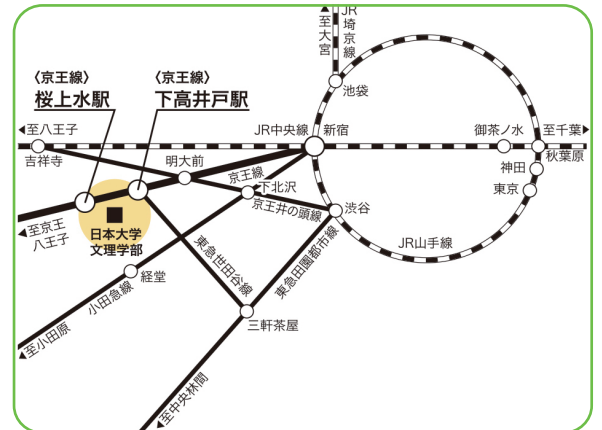 ▲至大宮
JR埼京線
池袋
〈京王線〉
桜上水駅
〈京王線〉
下高井戸駅
◀至八王子
JR中央線
新宿
御茶ノ水
至千葉▶
吉祥寺
明大前
京王線
下北沢
秋葉原
神田
東京
京王井の頭線
渋谷
◀至京王
八王子
日本大学
文理学部
JR山手線
東急世田谷線
東急田園都市線
経堂
小田急線
三軒茶屋
◀至小田原
◀至中央林間